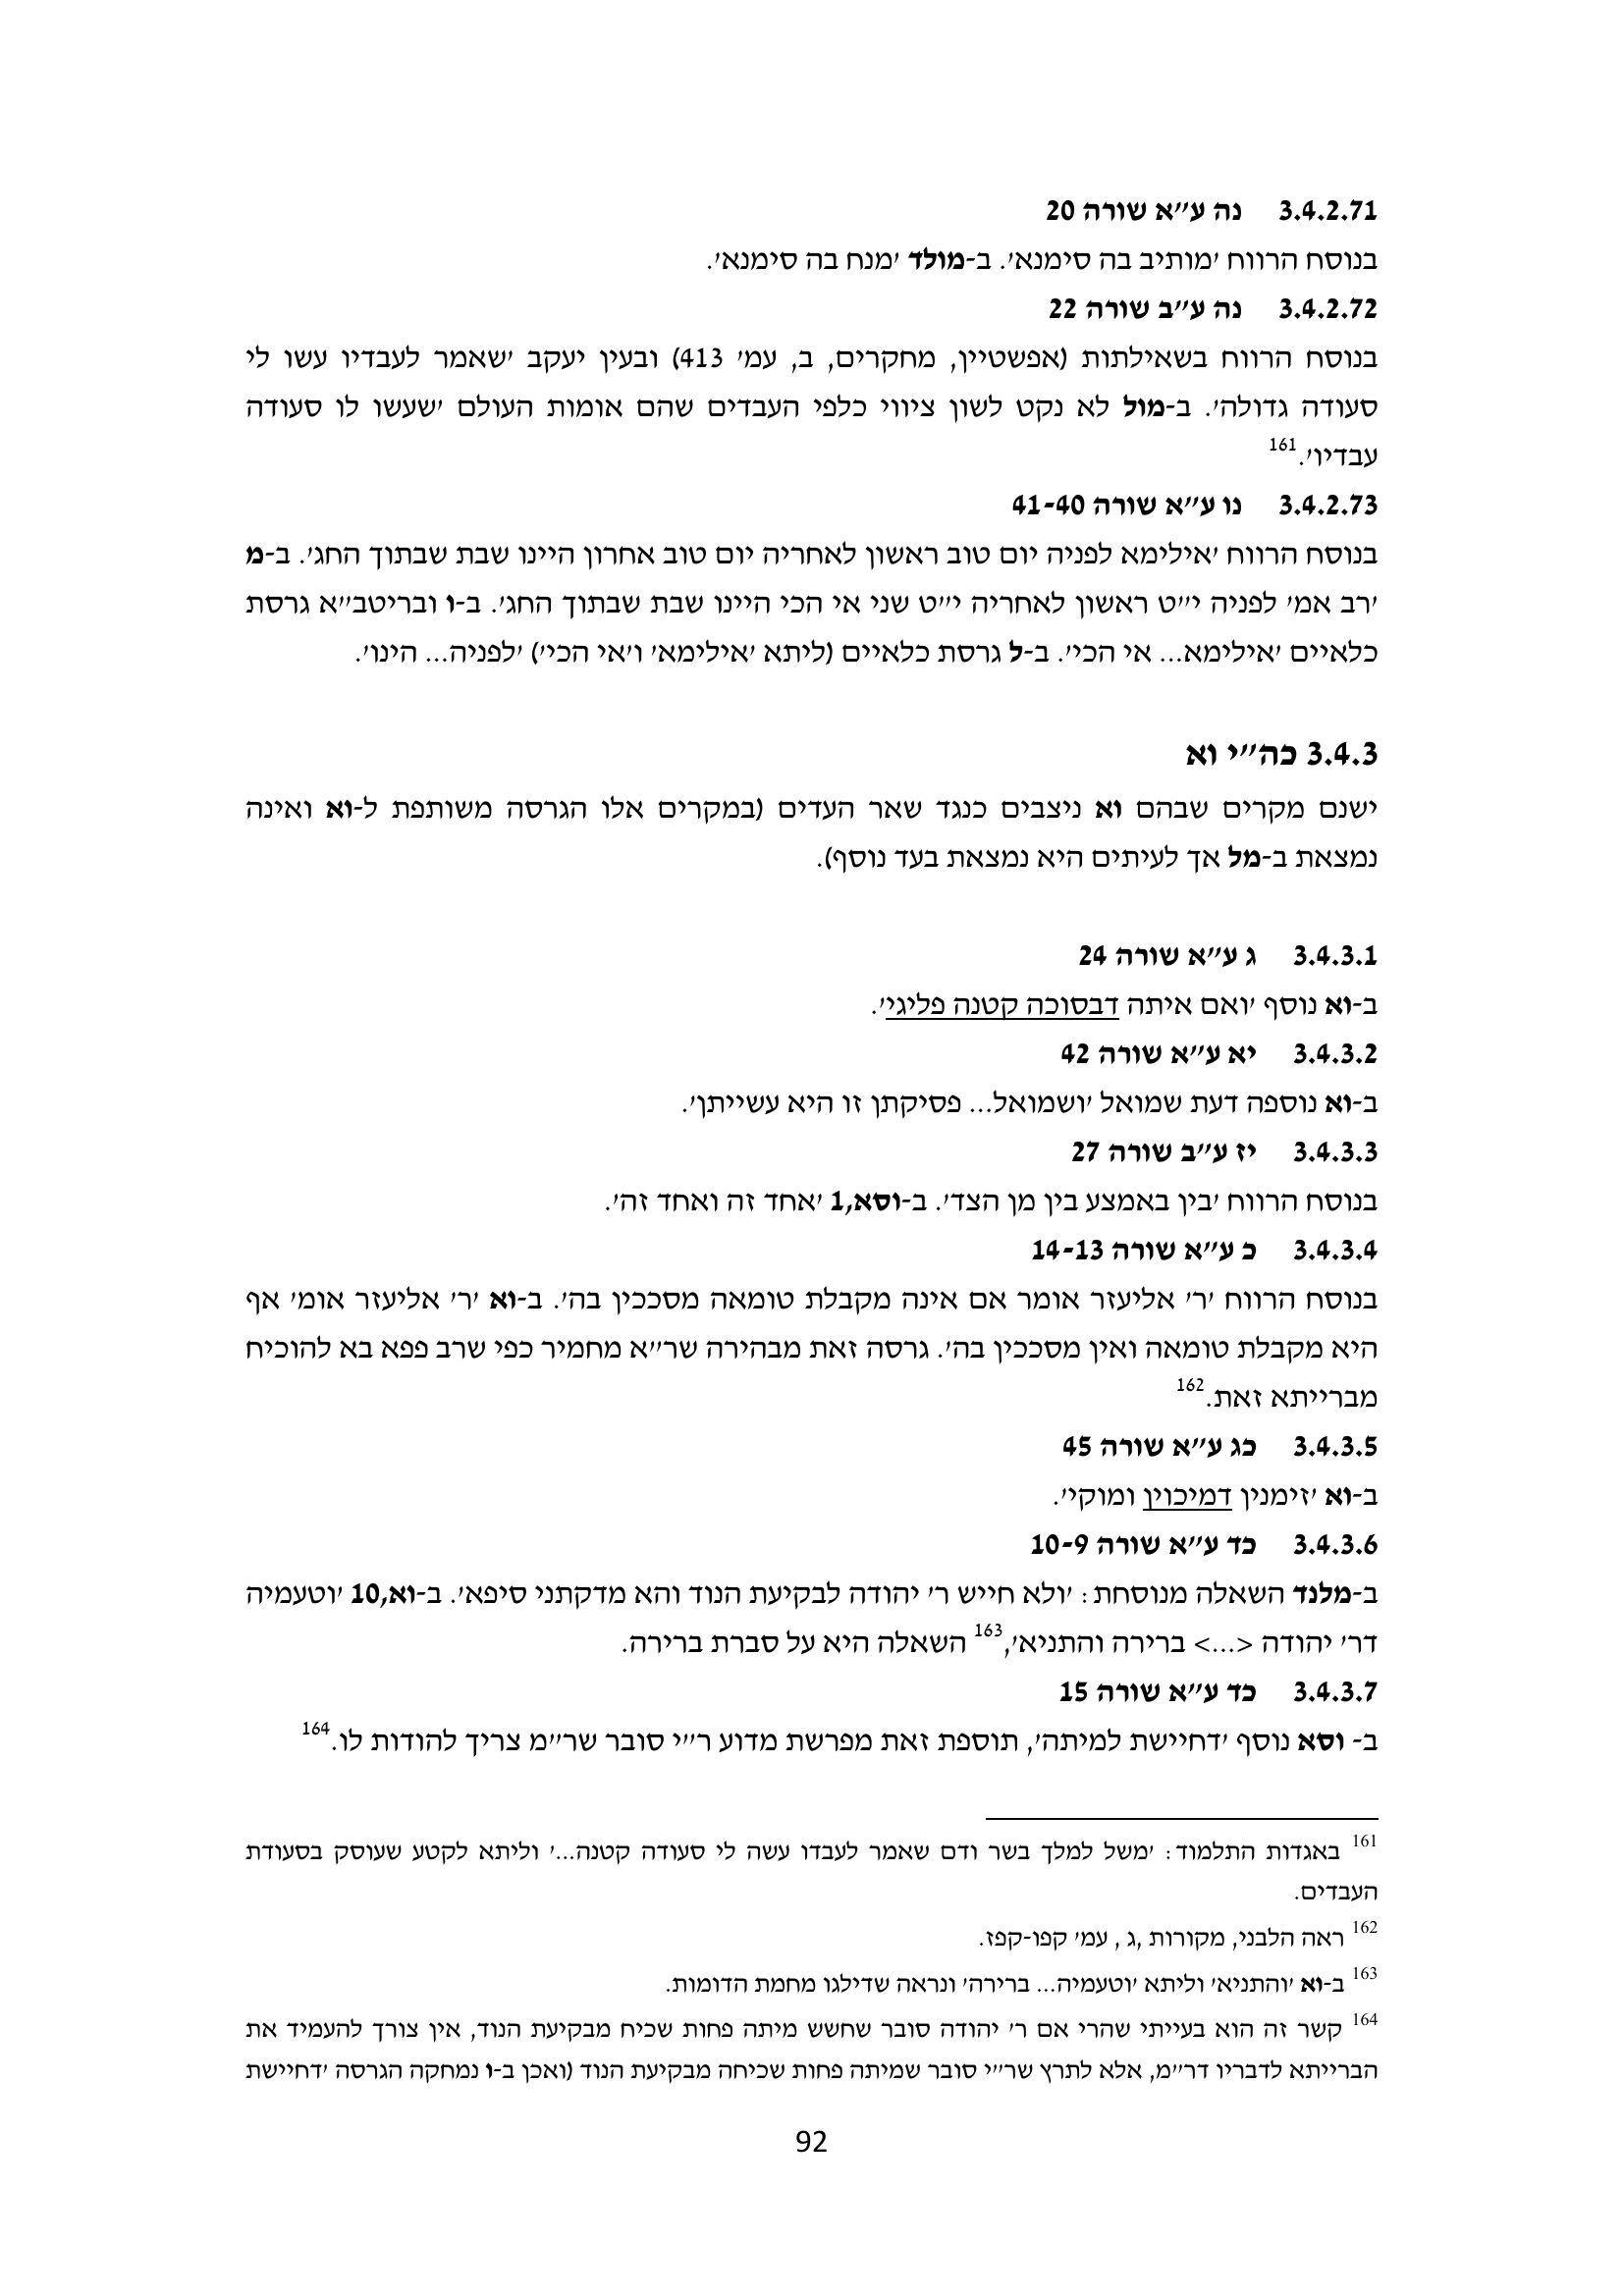 3.4.2.71 נה ע״א שורה 20
בנוסח הרווח ׳מותיב בה סימנא׳. ב-מולד ׳מנח בה סימנא׳.
3.4.2.72 נה ע״ב שורה 22
בנוסח הרווח בשאילתות (אפשטיין, מחקרים, ב, עמ׳ 413) ובעין יעקב ׳שאמר לעבדיו עשו לי
סעודה גדולה׳. ב-מול לא נקט לשון ציווי כלפי העבדים שהם אומות העולם ׳שעשו לו סעודה
עבדיו׳.161
3.4.2.73 נו ע״א שורה 41-40
בנוסח הרווח ׳אילימא לפניה יום טוב ראשון לאחריה יום טוב אחרון היינו שבת שבתוך החג׳. ב-מ
׳רב אמ׳ לפניה י״ט ראשון לאחריה י״ט שני אי הכי היינו שבת שבתוך החג׳. ב-ו ובריטב״א גרסת
כלאיים ׳אילימא... אי הכי׳. ב-ל גרסת כלאיים (ליתא ׳אילימא׳ ו׳אי הכי׳) ׳לפניה... הינו׳.
3.4.3 כה״י וא
ישנם מקרים שבהם וא ניצבים כנגד שאר העדים (במקרים אלו הגרסה משותפת ל-וא ואינה
נמצאת ב-מל אך לעיתים היא נמצאת בעד נוסף).
3.4.3.1 ג ע״א שורה 24
ב-וא נוסף ׳ואם איתה דבסוכה קטנה פליגי׳.
3.4.3.2 יא ע״א שורה 42
ב-וא נוספה דעת שמואל ׳ושמואל... פסיקתן זו היא עשייתן׳.
3.4.3.3 יז ע״ב שורה 27
בנוסח הרווח ׳בין באמצע בין מן הצד׳. ב-וסא,1 ׳אחד זה ואחד זה׳.
3.4.3.4 כ ע״א שורה 14-13
בנוסח הרווח ׳ר׳ אליעזר אומר אם אינה מקבלת טומאה מסככין בה׳. ב-וא ׳ר׳ אליעזר אומ׳ אף
היא מקבלת טומאה ואין מסככין בה׳. גרסה זאת מבהירה שר״א מחמיר כפי שרב פפא בא להוכיח
מברייתא זאת.162
3.4.3.5 כג ע״א שורה 45
ב-וא ׳זימנין דמיכוין ומוקי׳.
3.4.3.6 כד ע״א שורה 10-9
ב-מלנד השאלה מנוסחת: ׳ולא חייש ר׳ יהודה לבקיעת הנוד והא מדקתני סיפא׳. ב-וא,10 ׳וטעמיה
דר׳ יהודה <...> ברירה והתניא׳,163 השאלה היא על סברת ברירה.
3.4.3.7 כד ע״א שורה 15
ב- וסא נוסף ׳דחיישת למיתה׳, תוספת זאת מפרשת מדוע ר״י סובר שר״מ צריך להודות לו.164
161 באגדות התלמוד: ׳משל למלך בשר ודם שאמר לעבדו עשה לי סעודה קטנה...׳ וליתא לקטע שעוסק בסעודת
העבדים.
162 ראה הלבני, מקורות ,ג , עמ׳ קפו-קפז.
163 ב-וא ׳והתניא׳ וליתא ׳וטעמיה... ברירה׳ ונראה שדילגו מחמת הדומות.
164 קשר זה הוא בעייתי שהרי אם ר׳ יהודה סובר שחשש מיתה פחות שכיח מבקיעת הנוד, אין צורך להעמיד את
הברייתא לדבריו דר״מ, אלא לתרץ שר״י סובר שמיתה פחות שכיחה מבקיעת הנוד (ואכן ב-ו נמחקה הגרסה ׳דחיישת
92